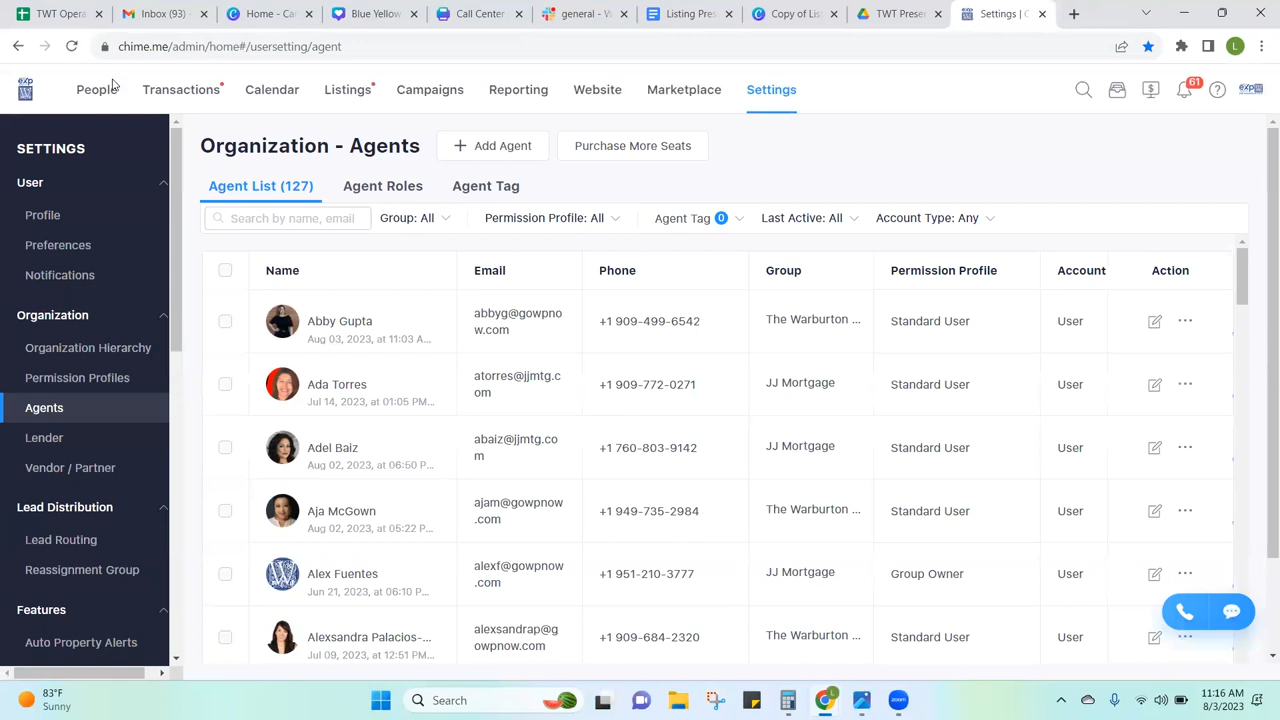 TWT Open
Inbox (93)
Home - Ca
Blue Yellow
Call Center
general - W
Listing Pres
Copy of List
TWT Prese
Settings | C
chime.me/admin/home#/usersetting/agent
L
exp
People
Transactions
Calendar
Listings
Campaigns
Reporting
Website
Marketplace
Settings
61
exp
SETTINGS
User
Profile
Preferences
Notifications
Organization
Organization Hierarchy
Permission Profiles
Agents
Lender
Vendor / Partner
Lead Distribution
Lead Routing
Reassignment Group
Features
Auto Property Alerts
Organization - Agents
+ Add Agent
Purchase More Seats
Agent List (127)
Agent Roles
Agent Tag
Search by name, email
Group: All
Permission Profile: All
Agent Tag 0
Last Active: All
Account Type: Any
Name Email Phone Group Permission Profile Account Action
Abby Gupta
Aug 03, 2023, at 11:03 A...
abbyg@gowpno
w.com
+1 909-499-6542
The Warburton ...
Standard User
User
Ada Torres
Jul 14, 2023, at 01:05 PM...
atorres@jjmtg.c
om
+1 909-772-0271
JJ Mortgage
Standard User
User
Adel Baiz
Aug 02, 2023, at 06:50 P...
abaiz@jjmtg.co
m
+1 760-803-9142
JJ Mortgage
Standard User
User
Aja McGown
Aug 02, 2023, at 05:22 P...
ajam@gowpnow
.com
+1 949-735-2984
The Warburton ...
Standard User
User
Alex Fuentes
Jun 21, 2023, at 06:10 P...
alexf@gowpnow
.com
+1 951-210-3777
JJ Mortgage
Group Owner
User
Alexsandra Palacios-...
Jul 09, 2023, at 12:51 PM...
alexsandrap@g
owpnow.com
+1 909-684-2320
The Warburton ...
Standard User
User
83°F
Sunny
Search
11:16 AM
8/3/2023